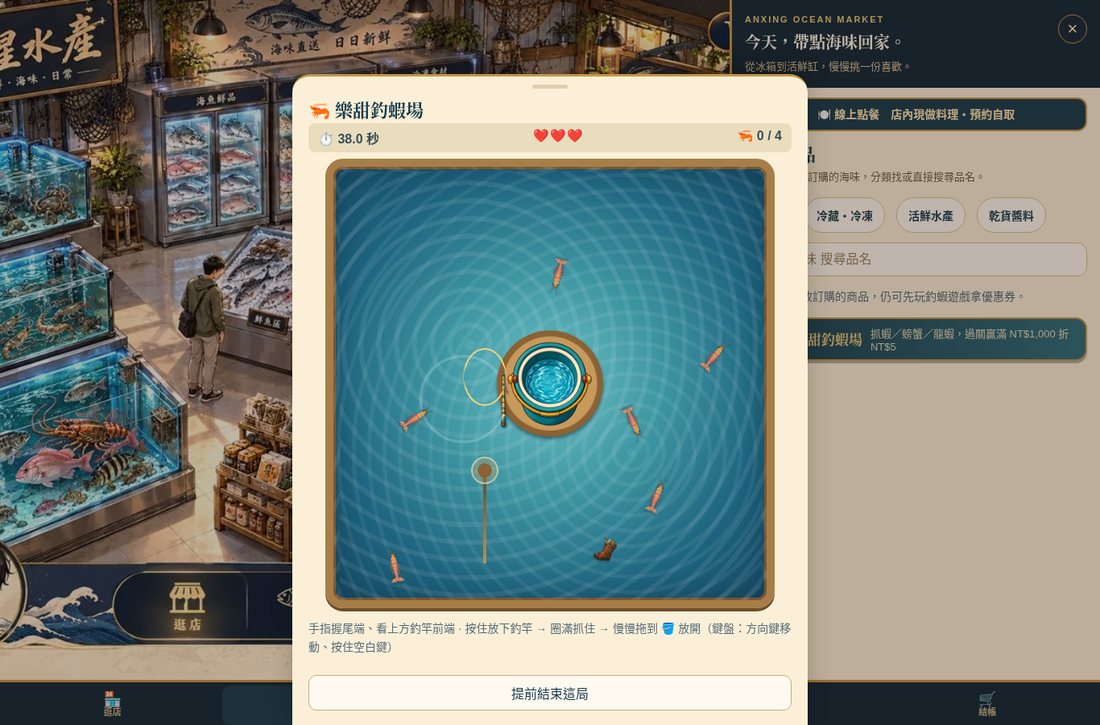 星水產
海味・日常
海味直送 日日新鮮
海魚鮮品
鮮魚區
逛店
逛店
ANXING OCEAN MARKET
今天，帶點海味回家。
從冰箱到活鮮缸，慢慢挑一份喜歡。
線上點餐 店內現做料理・預約自取
品
訂購的海味，分類找或直接搜尋品名。
冷藏・冷凍
活鮮水產
乾貨醬料
味 搜尋品名
訂購的商品，仍可先玩釣蝦遊戲拿優惠券。
甜釣蝦場
抓蝦／螃蟹／龍蝦，過關贏滿 NT$1,000 折
NT$5
結帳
樂甜釣蝦場
38.0 秒
0 / 4
手指握尾端、看上方釣竿前端 · 按住放下釣竿 → 圈滿抓住 → 慢慢拖到 🪣 放開（鍵盤：方向鍵移
動、按住空白鍵）
提前結束這局